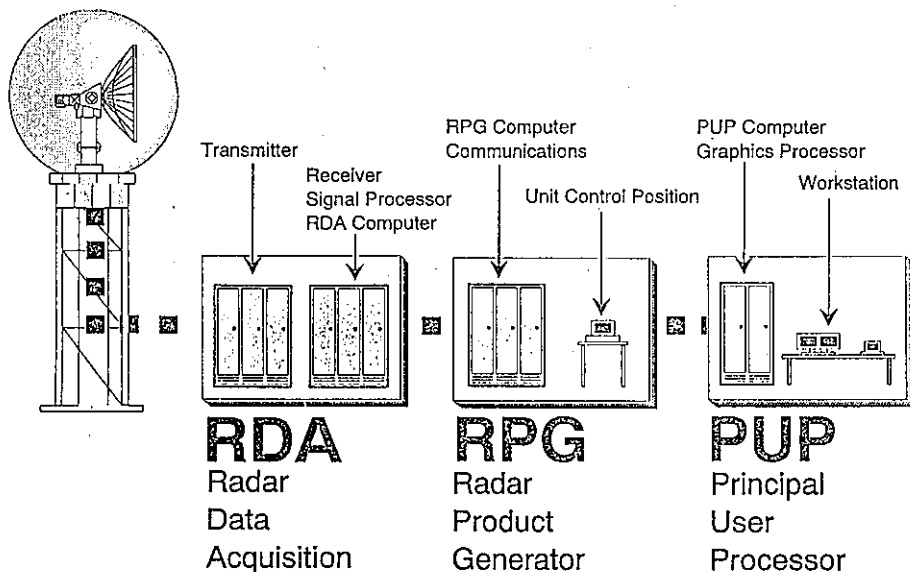 Transmitter
Receiver
Signal Processor
RDA Computer
RPG Computer
Communications
Unit Control Position
PUP Computer
Graphics Processor
Workstation
RDA
Radar
Data
Acquisition
RPG
Radar
Product
Generator
PUP
Principal
User
Processor